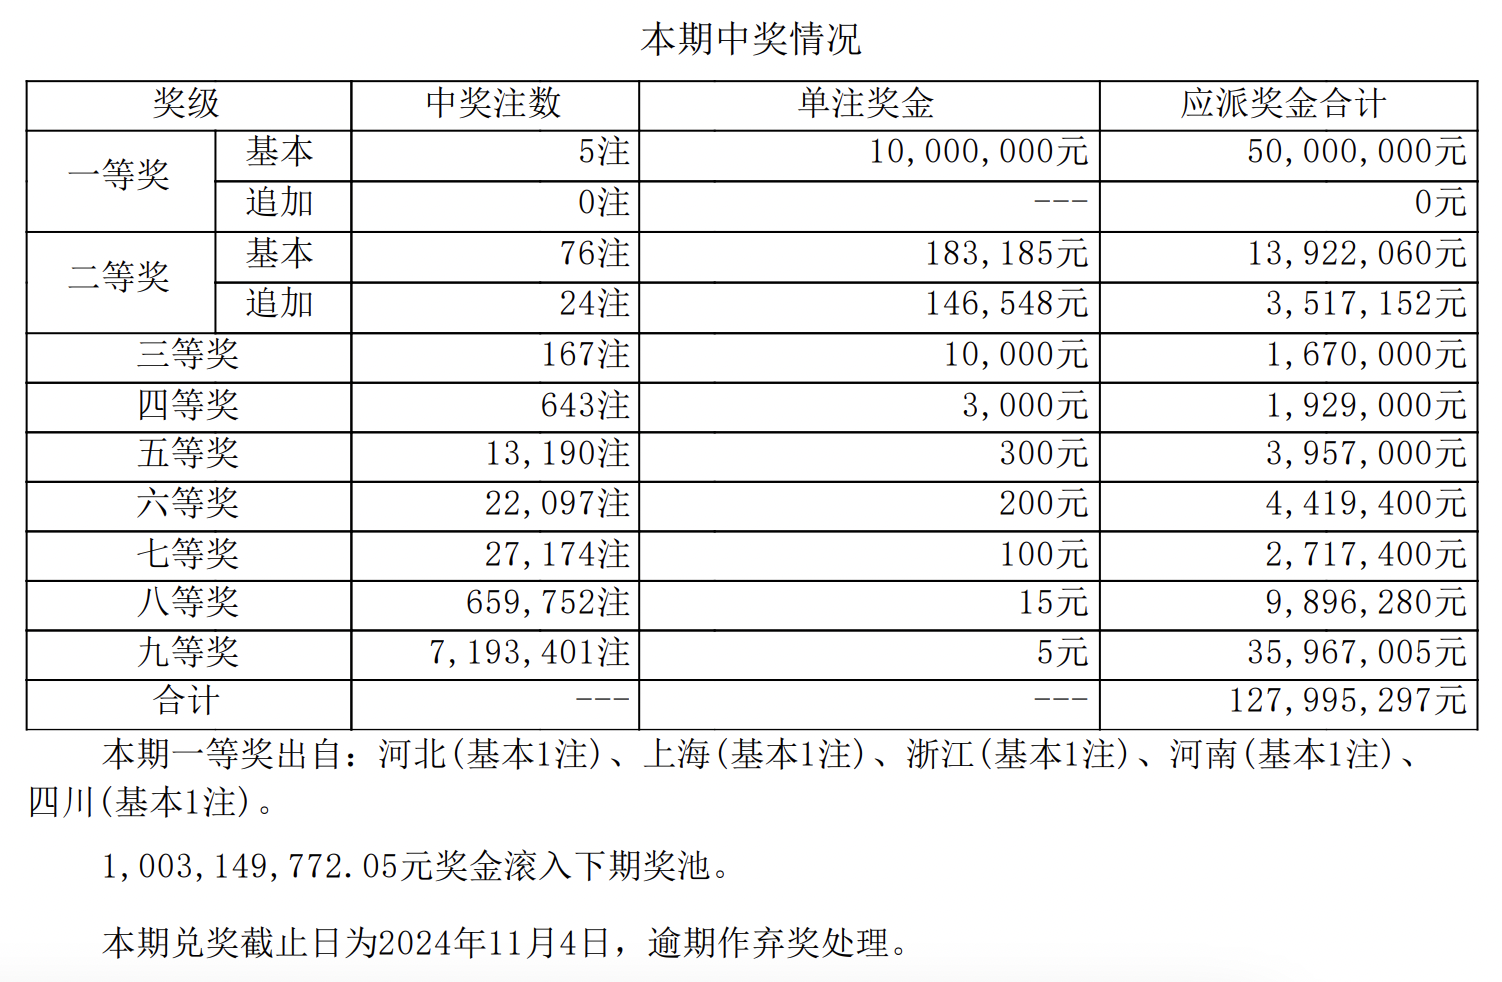 本期中奖情况
奖级 中奖注数 单注奖金 应派奖金合计
一等奖 基本 5注 10,000,000元 50,000,000元
追加 0注 --- 0元
二等奖 基本 76注 183,185元 13,922,060元
追加 24注 146,548元 3,517,152元
三等奖 167注 10,000元 1,670,000元
四等奖 643注 3,000元 1,929,000元
五等奖 13,190注 300元 3,957,000元
六等奖 22,097注 200元 4,419,400元
七等奖 27,174注 100元 2,717,400元
八等奖 659,752注 15元 9,896,280元
九等奖 7,193,401注 5元 35,967,005元
合计 --- --- 127,995,297元
本期一等奖出自：河北(基本1注)、上海(基本1注)、浙江(基本1注)、河南(基本1注)、
四川(基本1注)。
1,003,149,772.05元奖金滚入下期奖池。
本期兑奖截止日为2024年11月4日，逾期作弃奖处理。